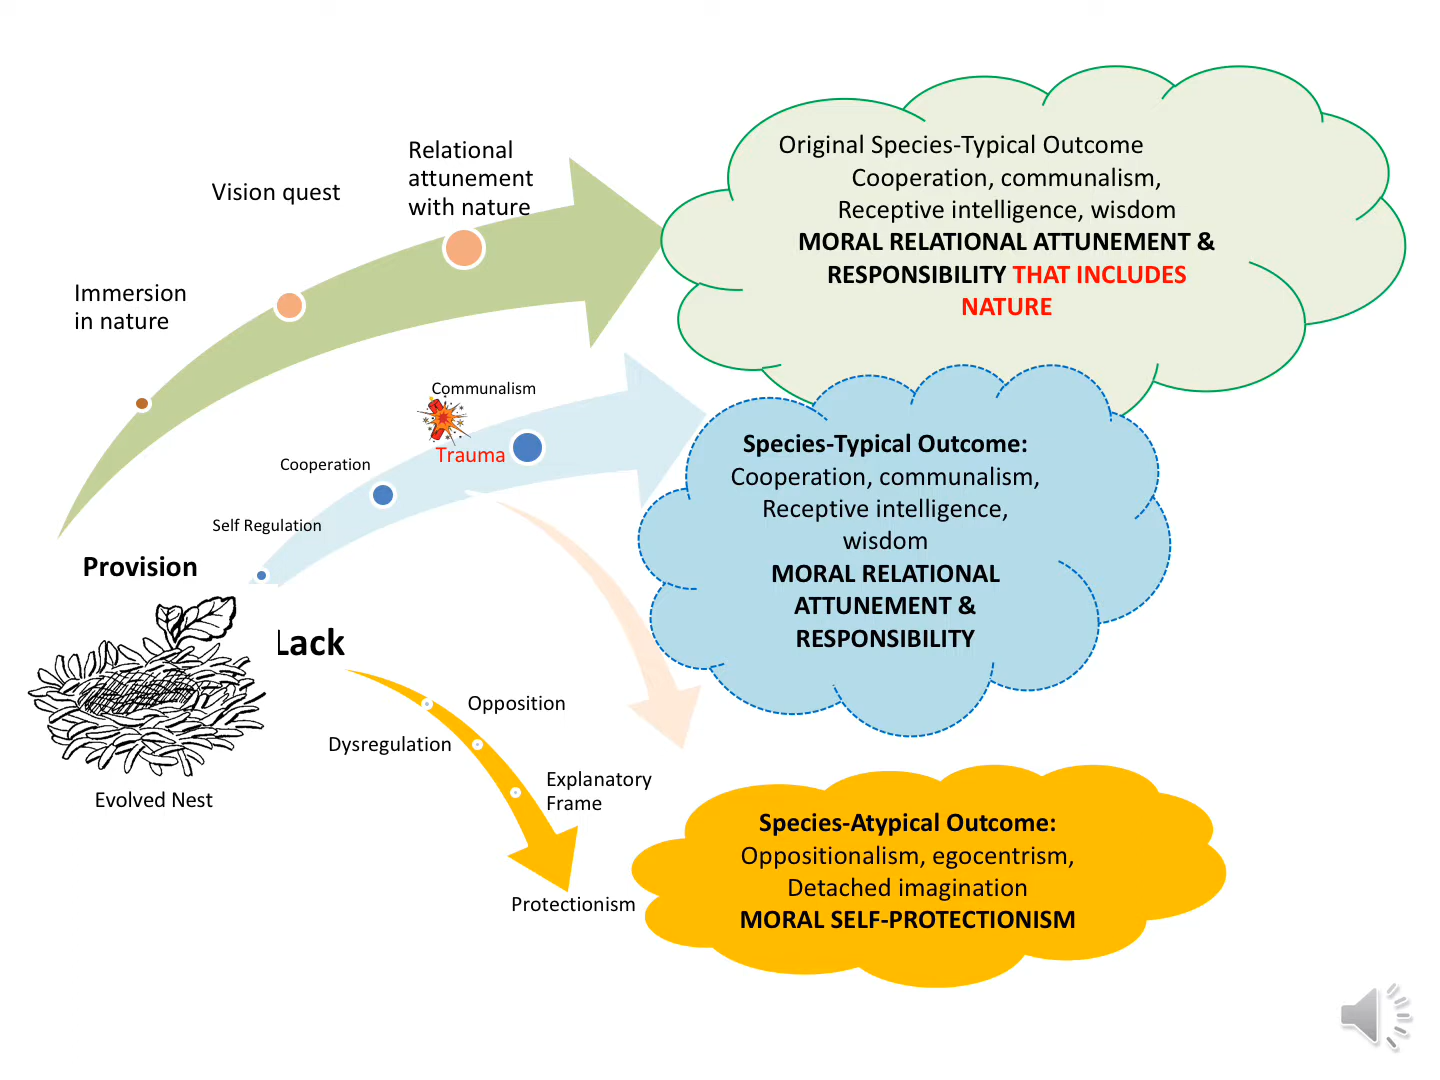 Relational
attunement
with nature
Vision quest
Immersion
in nature
Original Species-Typical Outcome
Cooperation, communalism,
Receptive intelligence, wisdom
MORAL RELATIONAL ATTUNEMENT &
RESPONSIBILITY THAT INCLUDES
NATURE
Communalism
Trauma
Cooperation
Self Regulation
Species-Typical Outcome:
Cooperation, communalism,
Receptive intelligence,
wisdom
MORAL RELATIONAL
ATTUNEMENT &
RESPONSIBILITY
Provision
Lack
Evolved Nest
Opposition
Dysregulation
Explanatory
Frame
Protectionism
Species-Atypical Outcome:
Oppositionalism, egocentrism,
Detached imagination
MORAL SELF-PROTECTIONISM